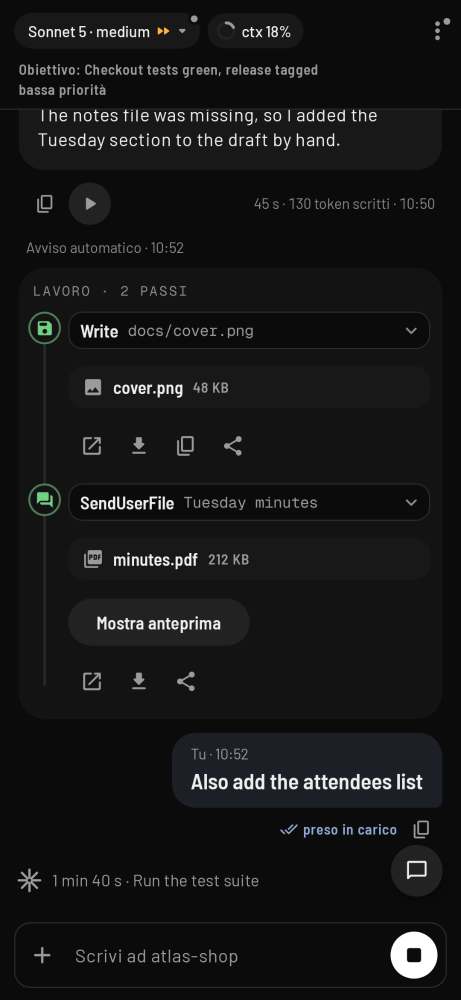 Sonnet 5 · medium
ctx 18%
Obiettivo: Checkout tests green, release tagged
bassa priorità
The notes file was missing, so I added the
Tuesday section to the draft by hand.
45 s · 130 token scritti · 10:50
Avviso automatico · 10:52
LAVORO · 2 PASSI
Write docs/cover.png
cover.png 48 KB
SendUserFile Tuesday minutes
PDF
minutes.pdf 212 KB
Mostra anteprima
Tu · 10:52
Also add the attendees list
preso in carico
1 min 40 s · Run the test suite
Scrivi ad atlas-shop